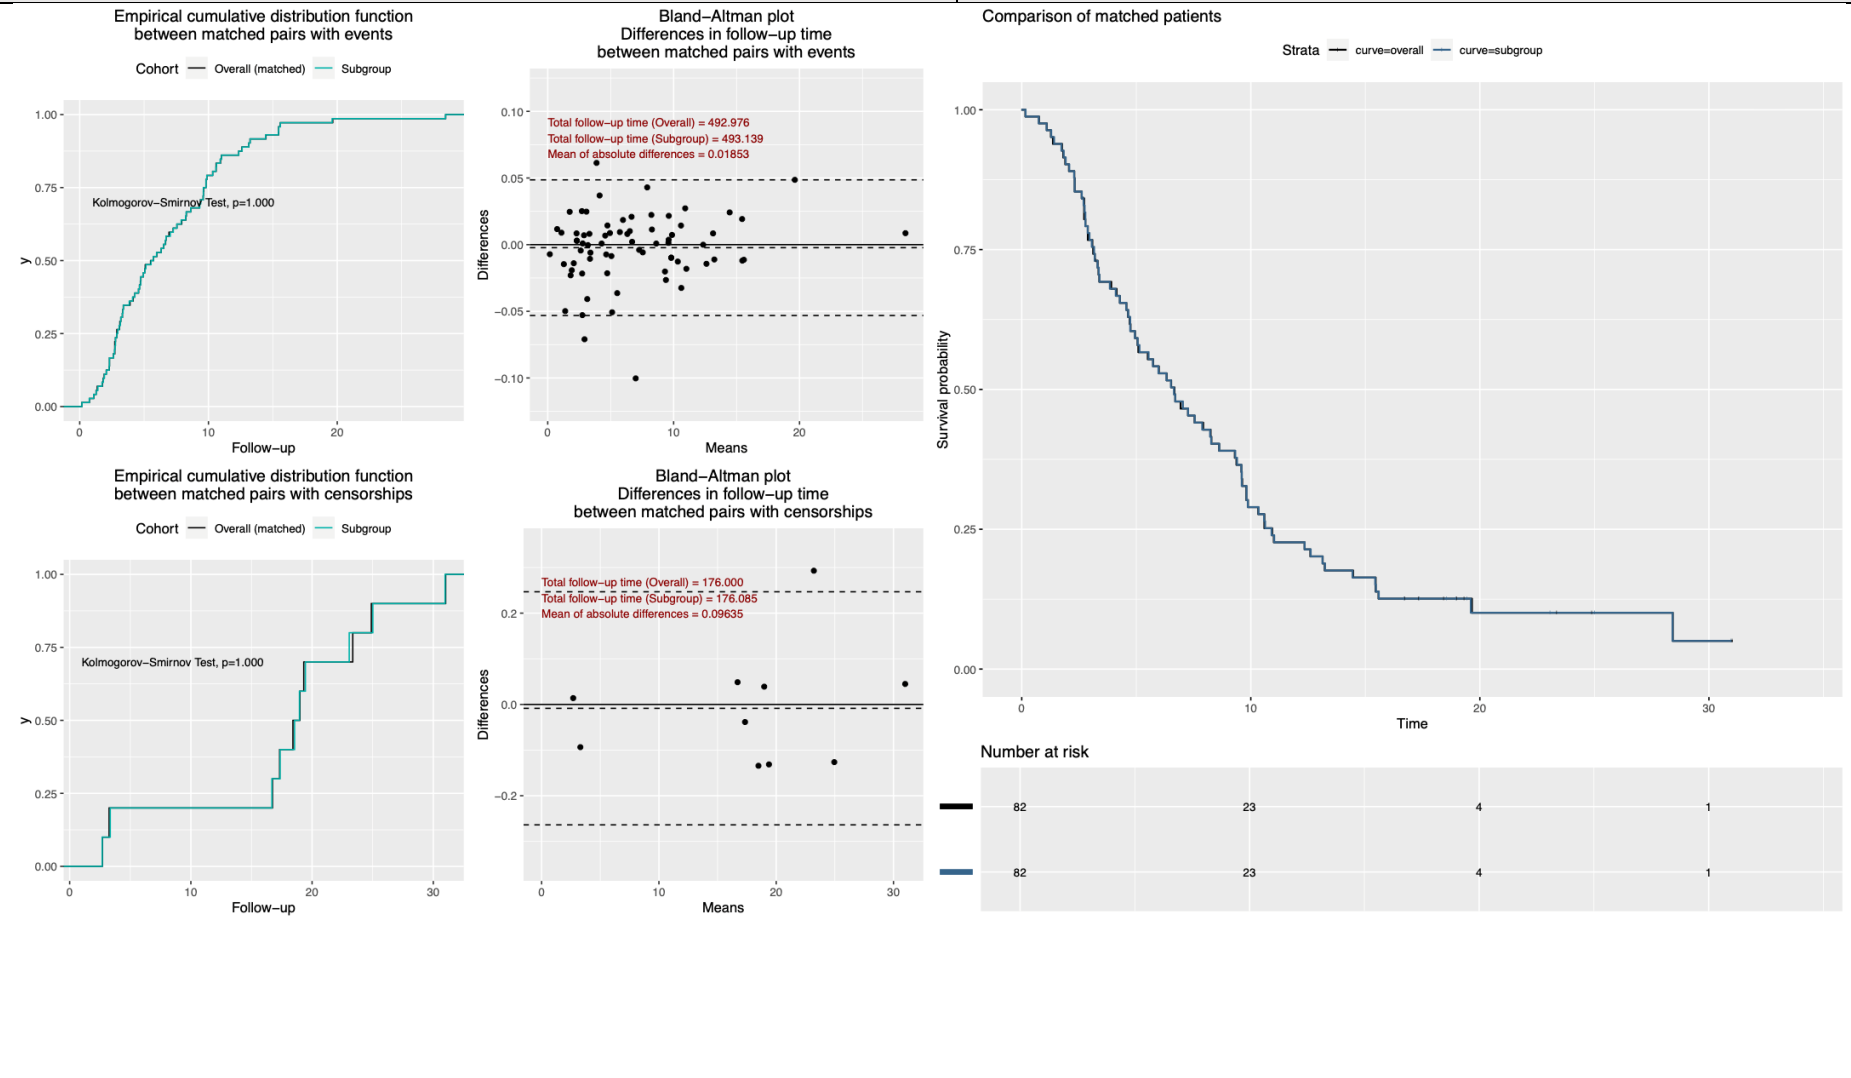 Empirical cumulative distribution function
between matched pairs with events
Cohort Overall (matched) Subgroup
1.00
0.75
0.50
0.25
0.00
y
Kolmogorov−Smirnov Test, p=1.000
0 10 20
Follow−up
Bland−Altman plot
Differences in follow−up time
between matched pairs with events
0.10
0.05
0.00
−0.05
−0.10
Differences
Total follow−up time (Overall) = 492.976
Total follow−up time (Subgroup) = 493.139
Mean of absolute differences = 0.01853
0 10 20
Means
Empirical cumulative distribution function
between matched pairs with censorships
Cohort Overall (matched) Subgroup
1.00
0.75
0.50
0.25
0.00
y
Kolmogorov−Smirnov Test, p=1.000
0 10 20 30
Follow−up
Bland−Altman plot
Differences in follow−up time
between matched pairs with censorships
0.2
0.0
−0.2
Differences
Total follow−up time (Overall) = 176.000
Total follow−up time (Subgroup) = 176.085
Mean of absolute differences = 0.09635
0 10 20 30
Means
Comparison of matched patients
Strata curve=overall curve=subgroup
1.00
0.75
0.50
0.25
0.00
Survival probability
0 10 20 30
Time
Number at risk
82 23 4 1
82 23 4 1